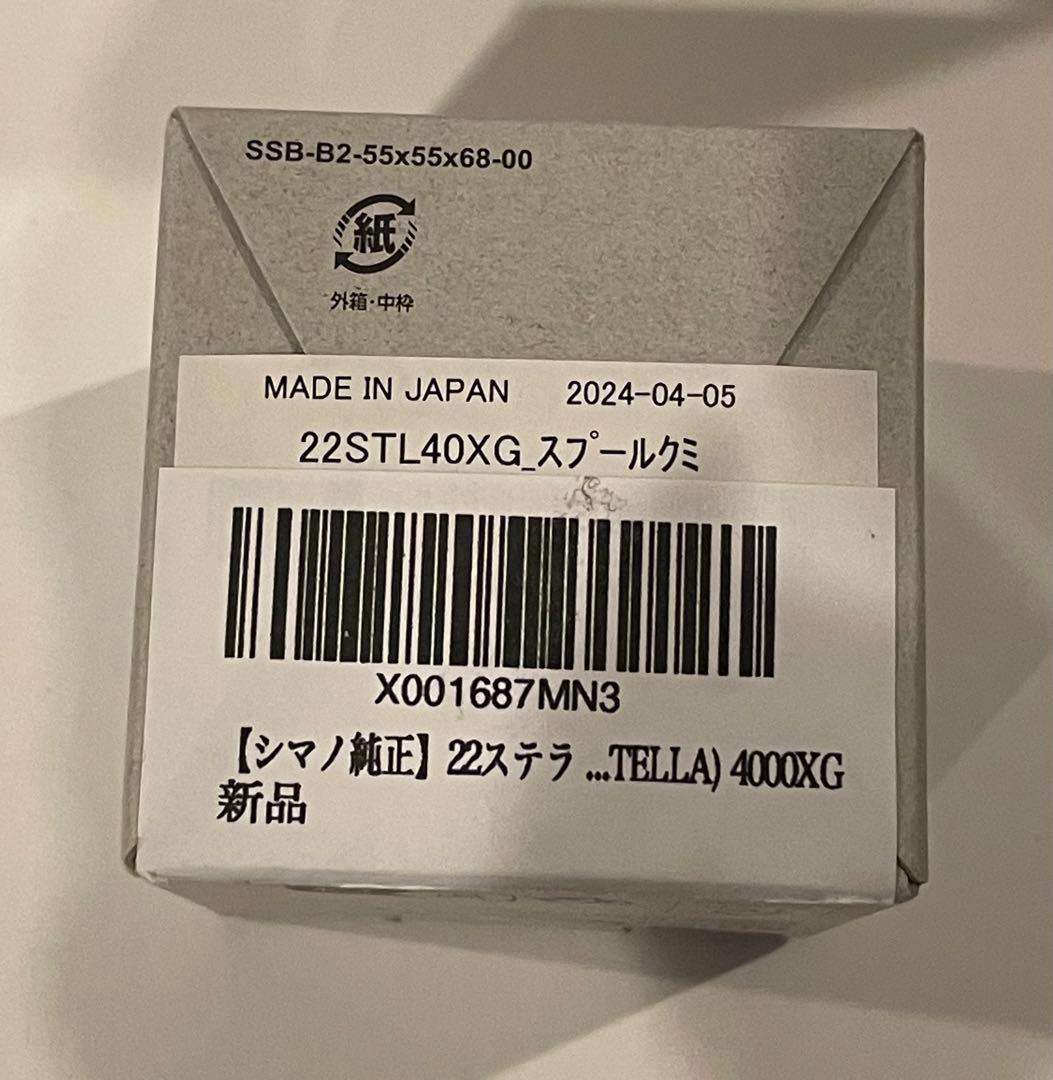 SSB-B2-55x55x68-00
紙
外箱・中枠
MADE IN JAPAN 2024-04-05
22STL40XG_スプールクミ
X001687MN3
【シマノ純正】22ステラ ...TELLA) 4000XG
新品